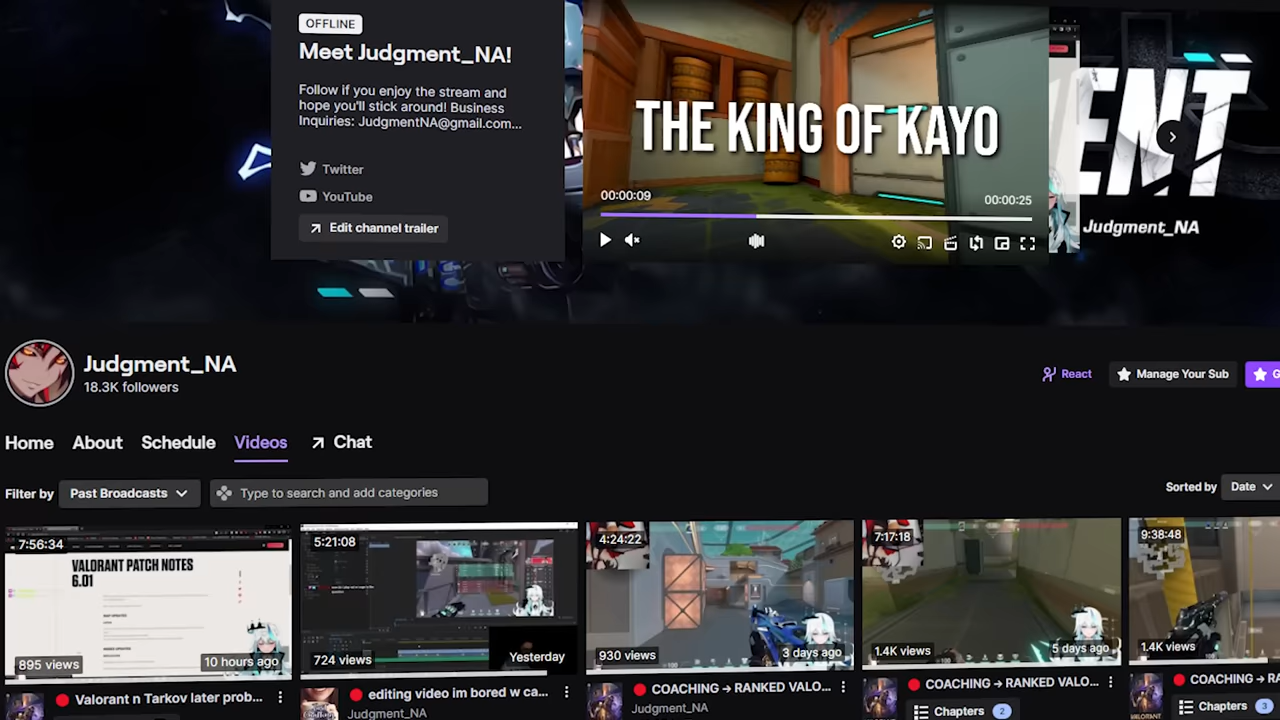 OFFLINE
Meet Judgment_NA!
Follow if you enjoy the stream and
hope you'll stick around! Business
Inquiries: JudgmentNA@gmail.com...
Twitter
YouTube
Edit channel trailer
THE KING OF KAYO
00:00:09
00:00:25
ENT
Judgment_NA
Judgment_NA
18.3K followers
React
Manage Your Sub
G
Home
About
Schedule
Videos
Chat
Filter by
Past Broadcasts
Type to search and add categories
Sorted by
Date
7:56:34
VALORANT PATCH NOTES
6.01
895 views
10 hours ago
5:21:08
724 views
Yesterday
4:24:22
930 views
3 days ago
7:17:18
1.4K views
5 days ago
9:38:48
1.4K views
Valorant n Tarkov later prob...
editing video im bored w ca...
Judgment_NA
COACHING → RANKED VALO...
Judgment_NA
COACHING → RANKED VALO...
Chapters 2
VALORANT
COACHING → RA
Chapters 3